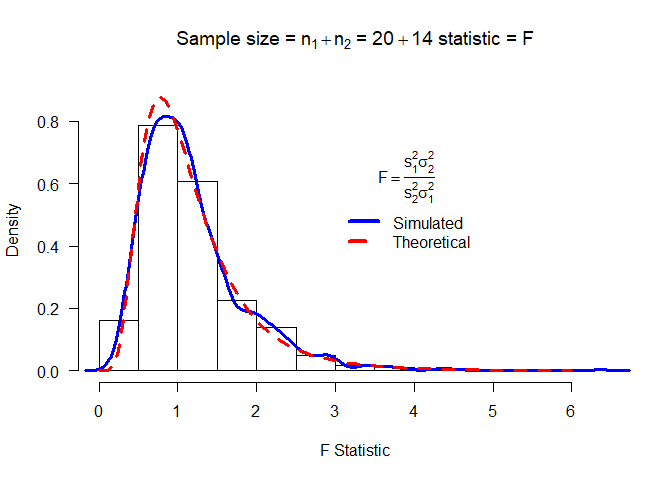 Sample size = n₁ + n₂ = 20 + 14 statistic = F
Density
0.8
0.6
0.4
0.2
0.0
F = s₁²σ₂² / s₂²σ₁²
Simulated
Theoretical
0 1 2 3 4 5 6
F Statistic